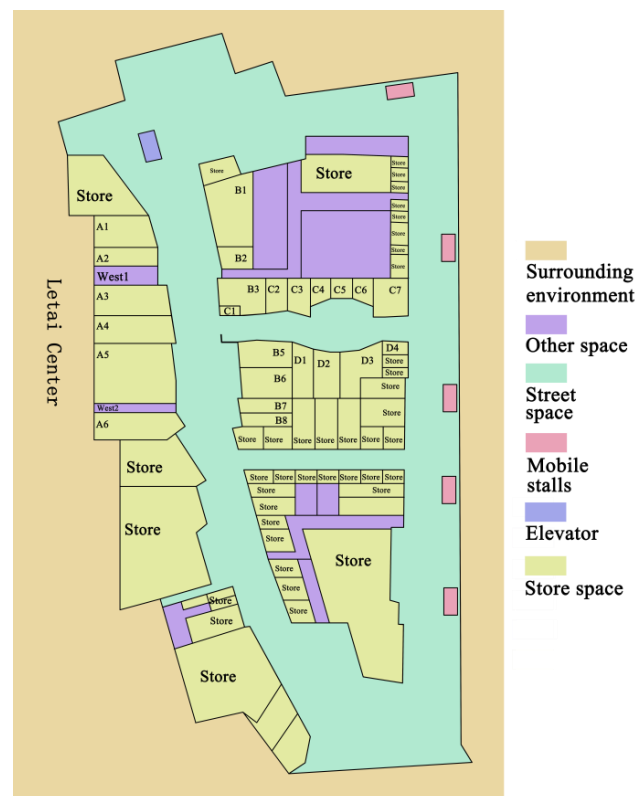 Letai Center
Store
A1
A2
West1
A3
A4
A5
West2
A6
Store
Store
Store
Store
Store
Store
B1
B2
Store
Store
Store
Store
Store
Store
Store
Store
Store
B3 C2 C3 C4 C5 C6 C7
C1
B5 D1 D2 D3 D4
B6
Store
Store
Store
B7
B8
Store
Store Store Store Store Store Store Store
Store Store Store Store Store Store Store
Store Store
Store
Store
Store
Store
Store
Store
Store
Surrounding
environment
Other space
Street
space
Mobile
stalls
Elevator
Store space